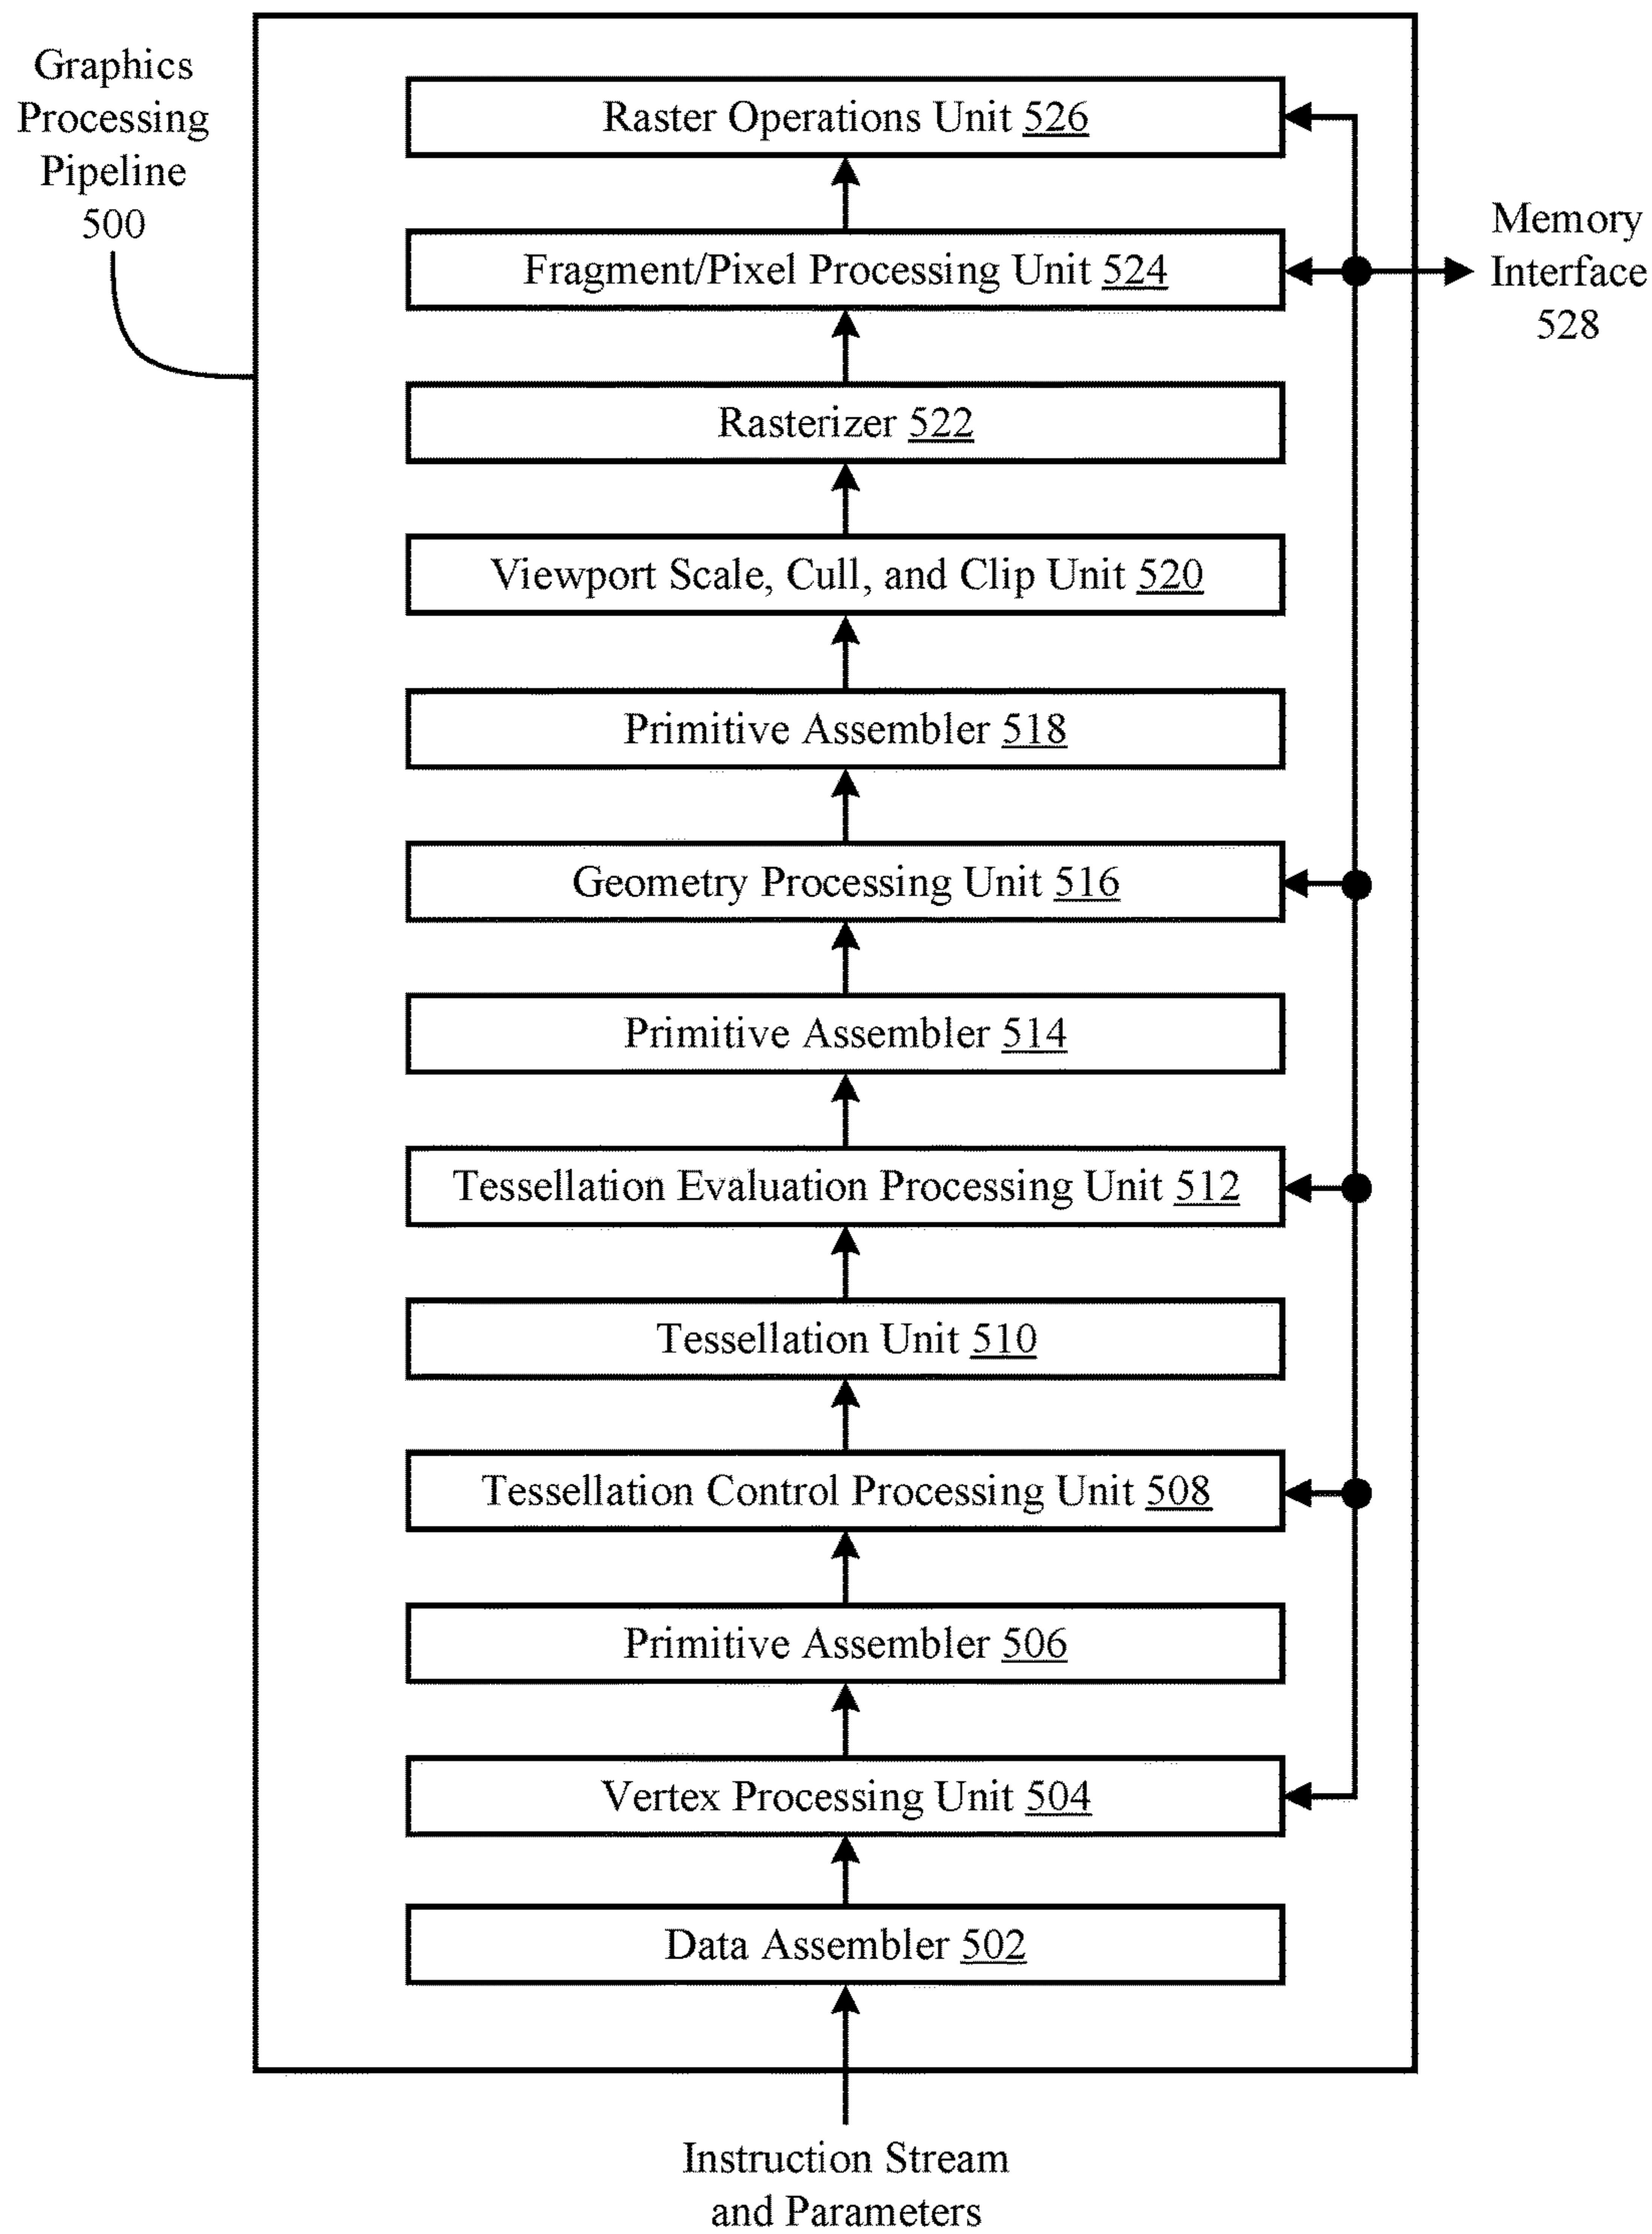 Graphics
Processing
Pipeline
500
Raster Operations Unit 526
Fragment/Pixel Processing Unit 524
Memory
Interface
528
Rasterizer 522
Viewport Scale, Cull, and Clip Unit 520
Primitive Assembler 518
Geometry Processing Unit 516
Primitive Assembler 514
Tessellation Evaluation Processing Unit 512
Tessellation Unit 510
Tessellation Control Processing Unit 508
Primitive Assembler 506
Vertex Processing Unit 504
Data Assembler 502
Instruction Stream
and Parameters